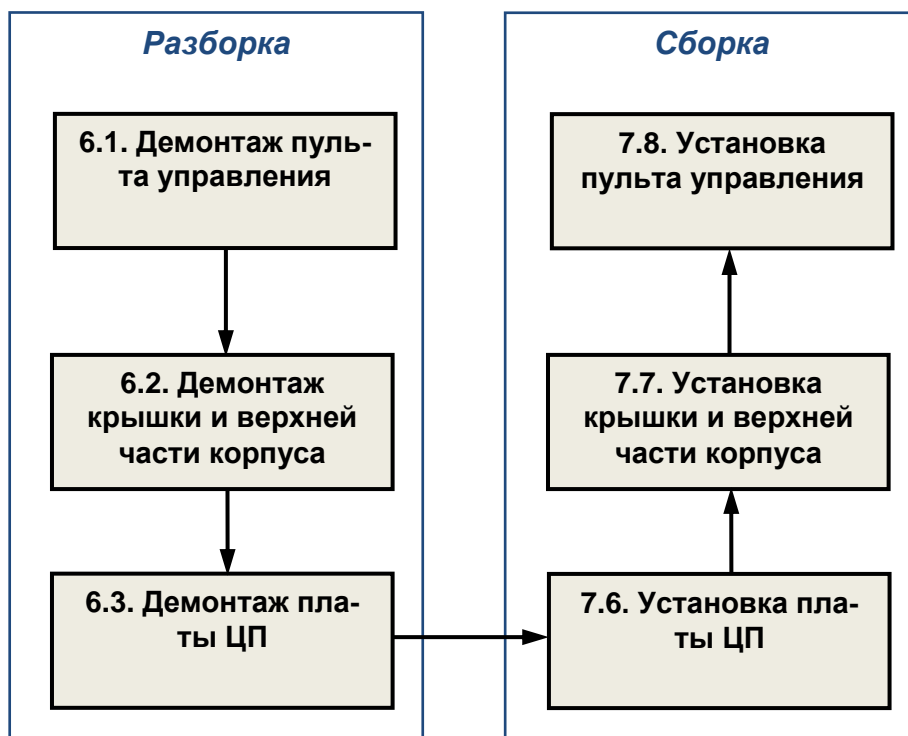 Разборка
6.1. Демонтаж пуль-
та управления
6.2. Демонтаж
крышки и верхней
части корпуса
6.3. Демонтаж пла-
ты ЦП
Сборка
7.8. Установка
пульта управления
7.7. Установка
крышки и верхней
части корпуса
7.6. Установка пла-
ты ЦП